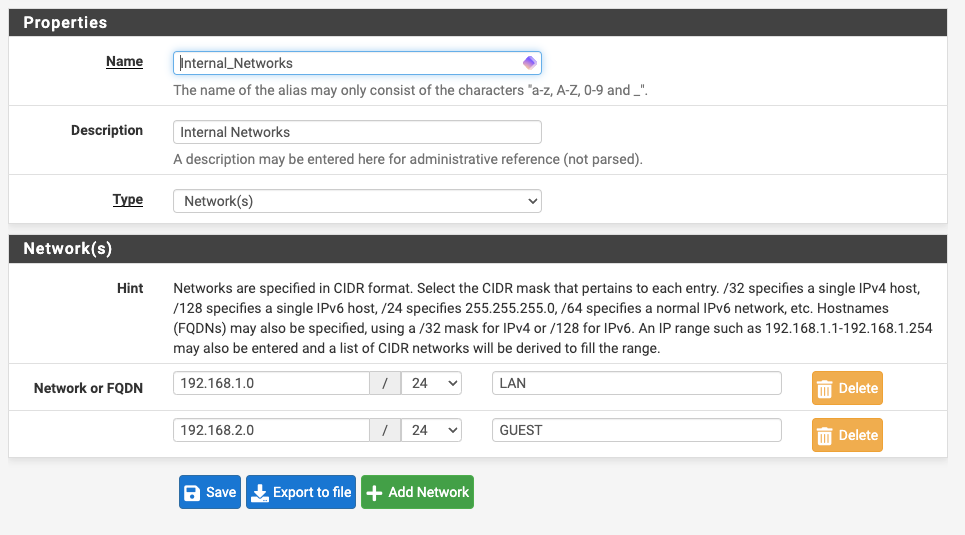 Properties
Name
Internal_Networks
The name of the alias may only consist of the characters "a-z, A-Z, 0-9 and _".
Description
Internal Networks
A description may be entered here for administrative reference (not parsed).
Type
Network(s)
Network(s)
Hint
Networks are specified in CIDR format. Select the CIDR mask that pertains to each entry. /32 specifies a single IPv4 host,
/128 specifies a single IPv6 host, /24 specifies 255.255.255.0, /64 specifies a normal IPv6 network, etc. Hostnames
(FQDNs) may also be specified, using a /32 mask for IPv4 or /128 for IPv6. An IP range such as 192.168.1.1-192.168.1.254
may also be entered and a list of CIDR networks will be derived to fill the range.
Network or FQDN 192.168.1.0 / 24 LAN Delete
192.168.2.0 / 24 GUEST Delete
Save Export to file Add Network